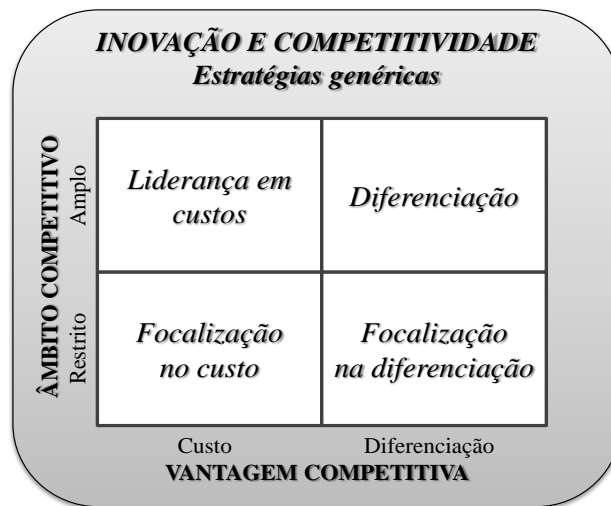 INOVAÇÃO E COMPETITIVIDADE
Estratégias genéricas
ÂMBITO COMPETITIVO
Amplo
Restrito
Liderança em
custos
Diferenciação
Focalização
no custo
Focalização
na diferenciação
Custo
Diferenciação
VANTAGEM COMPETITIVA